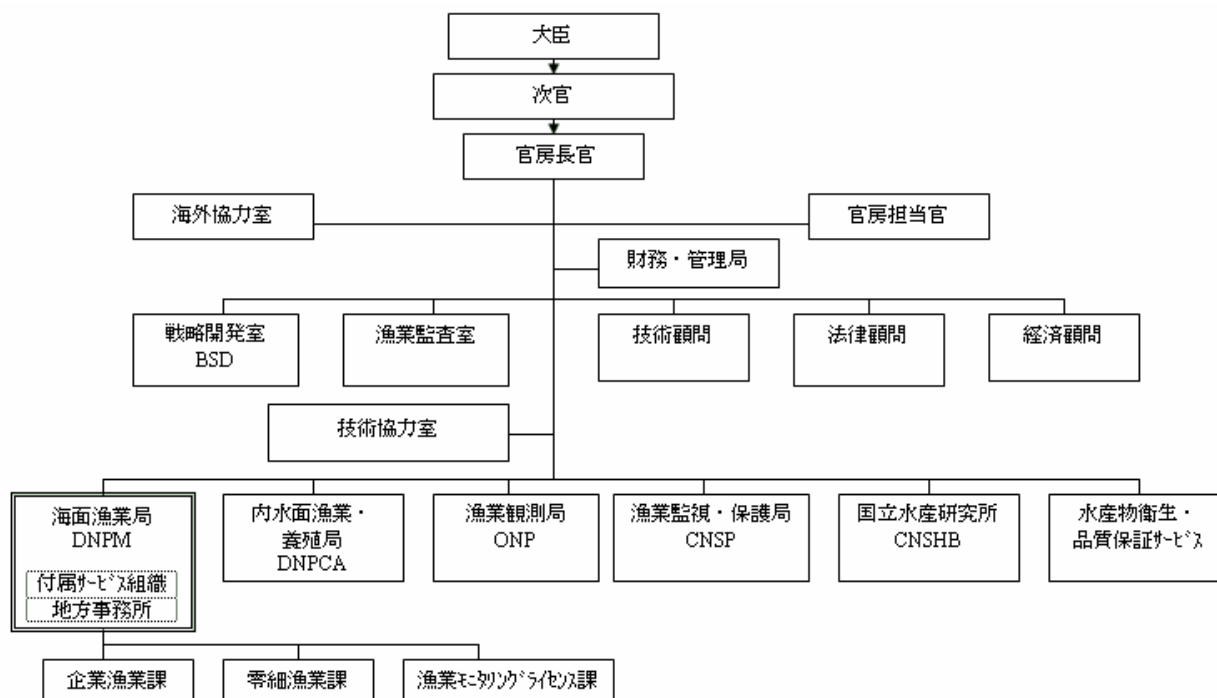 大臣
次官
官房長官
海外協力室
官房担当官
財務・管理局
戦略開発室
BSD
漁業監査室
技術顧問
法律顧問
経済顧問
技術協力室
海面漁業局
DNPM
付属ｻｰﾋﾞｽ組織
地方事務所
内水面漁業・
養殖局
DNPCA
漁業観測局
ONP
漁業監視・保護局
CNSP
国立水産研究所
CNSHB
水産物衛生・
品質保証ｻｰﾋﾞｽ
企業漁業課
零細漁業課
漁業ﾓﾆﾀﾘﾝｸﾞﾗｲｾﾝｽ課